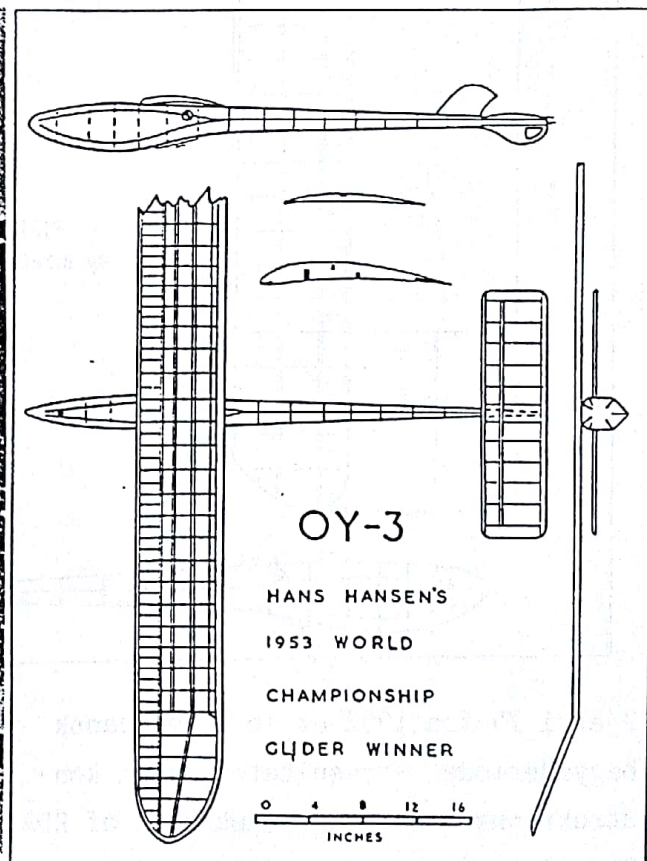 OY-3
HANS HANSEN'S
1953 WORLD
CHAMPIONSHIP
GLIDER WINNER
0 4 8 12 16
INCHES